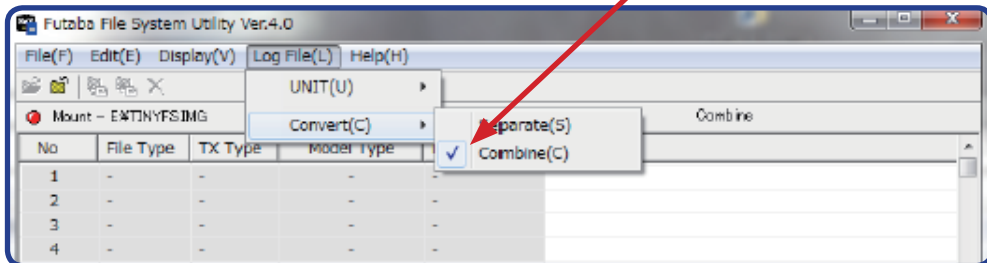 Futaba File System Utility Ver.4.0
File(F) Edit(E) Display(V) Log File(L) Help(H)
UNIT(U)
Mount - E¥TINYFS.IMG Convert(C) Separate(S) Combine
No File Type TX Type Model Type Combine(C)
1 - - - -
2 - - - -
3 - - - -
4 - - - -